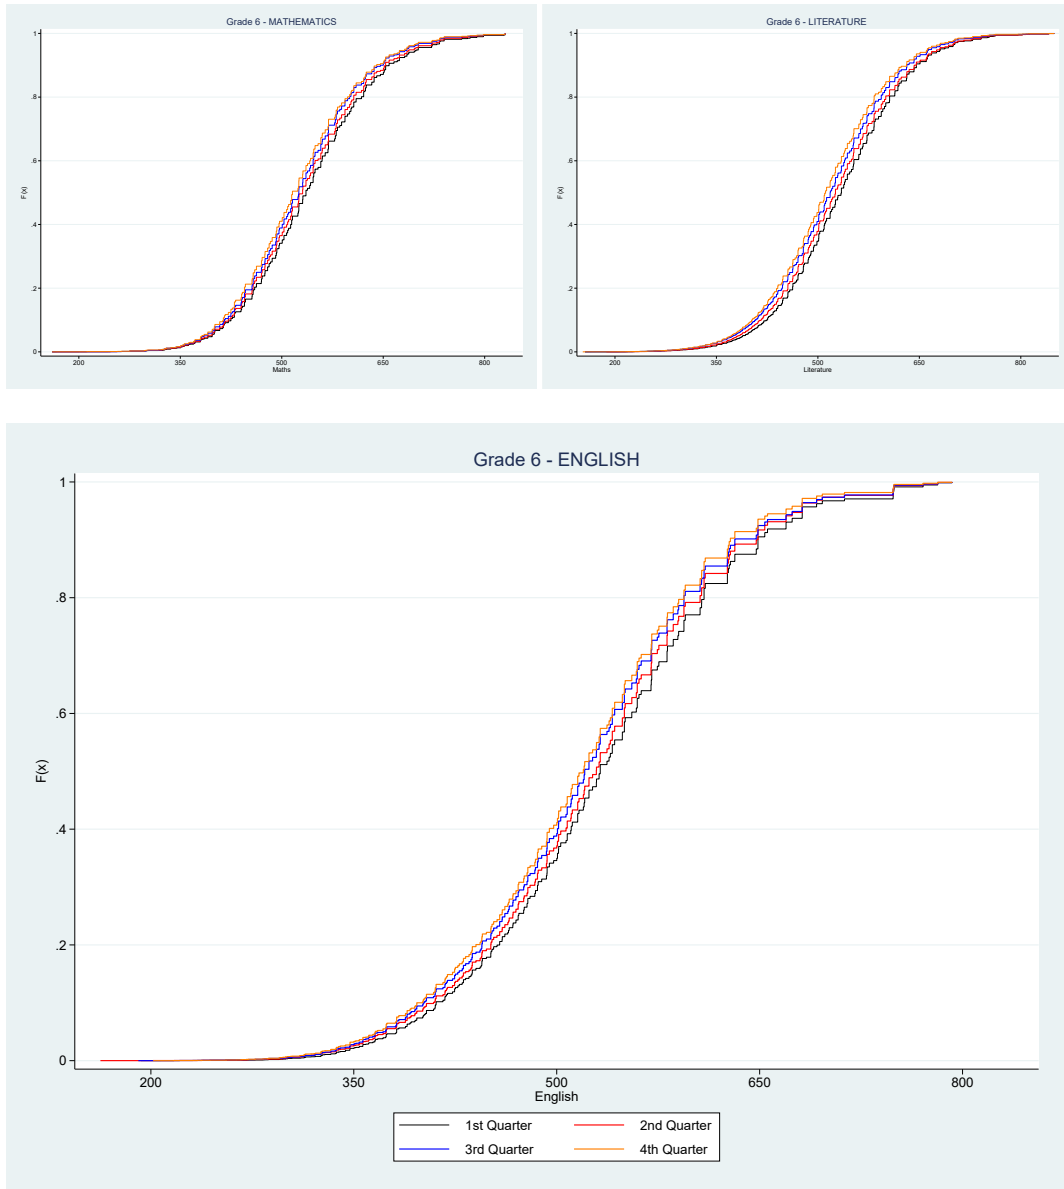 Grade 6 - MATHEMATICS
1
.8
.6
F(x)
.4
.2
0
200 350 500 650 800
Maths
Grade 6 - LITERATURE
1
.8
.6
F(x)
.4
.2
0
200 350 500 650 800
Literature
Grade 6 - ENGLISH
1
.8
.6
F(x)
.4
.2
0
200 350 500 650 800
English
1st Quarter 2nd Quarter
3rd Quarter 4th Quarter